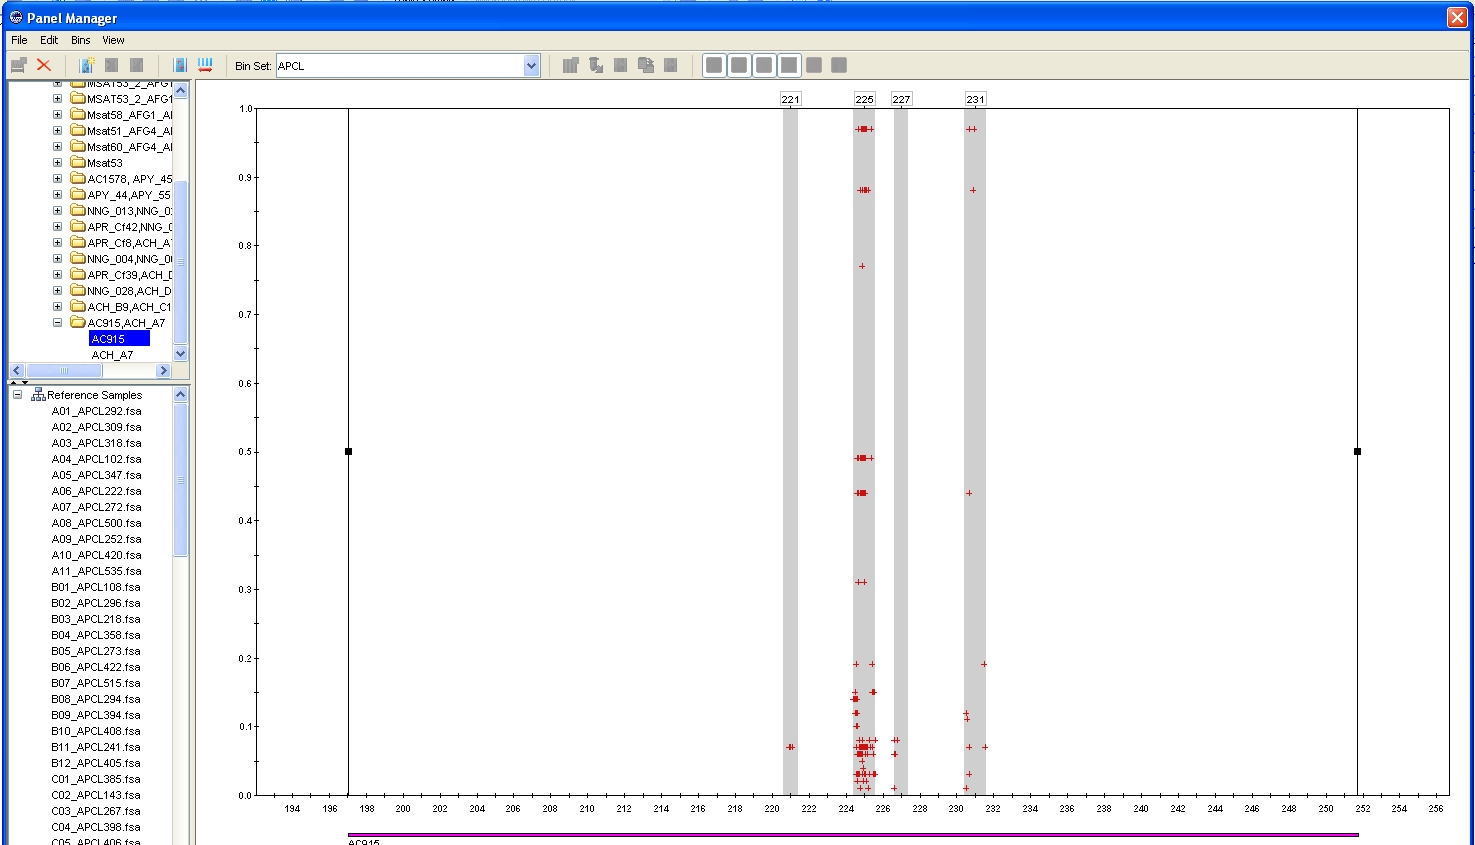 Panel Manager
File Edit Bins View
Bin Set: APCL
MSAT53_2_AFG1
MSAT53_2_AFG1
Msat58_AFG1_A
Msat51_AFG4_A
Msat60_AFG4_A
Msat53
AC1578, APY_45
APY_44,APY_55
NNG_013,NNG_0
APR_Cf42,NNG_0
APR_Cf8,ACH_A
NNG_004,NNG_0
APR_Cf39,ACH_D
NNG_028,ACH_D
ACH_B9,ACH_C1
AC915,ACH_A7
AC915
ACH_A7
Reference Samples
A01_APCL292.fsa
A02_APCL309.fsa
A03_APCL318.fsa
A04_APCL102.fsa
A05_APCL347.fsa
A06_APCL222.fsa
A07_APCL272.fsa
A08_APCL500.fsa
A09_APCL252.fsa
A10_APCL420.fsa
A11_APCL535.fsa
B01_APCL108.fsa
B02_APCL296.fsa
B03_APCL218.fsa
B04_APCL358.fsa
B05_APCL273.fsa
B06_APCL422.fsa
B07_APCL515.fsa
B08_APCL294.fsa
B09_APCL394.fsa
B10_APCL408.fsa
B11_APCL241.fsa
B12_APCL405.fsa
C01_APCL385.fsa
C02_APCL143.fsa
C03_APCL267.fsa
C04_APCL398.fsa
C05_APCL406.fsa
221 225 227 231
1.0
0.9
0.8
0.7
0.6
0.5
0.4
0.3
0.2
0.1
0.0
194 196 198 200 202 204 206 208 210 212 214 216 218 220 221 224 226 228 230 232 234 236 238 240 242 244 246 248 250 252 254 256
AC915